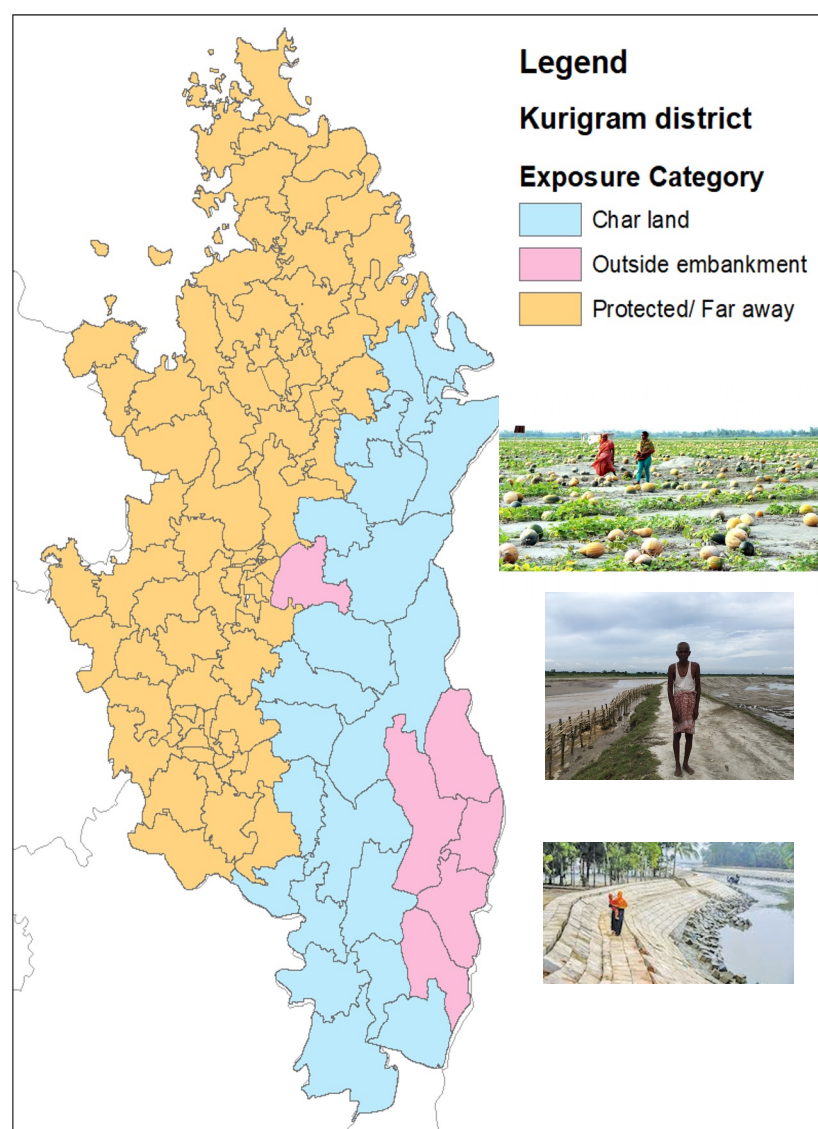 Legend
Kurigram district
Exposure Category
Char land
Outside embankment
Protected/ Far away